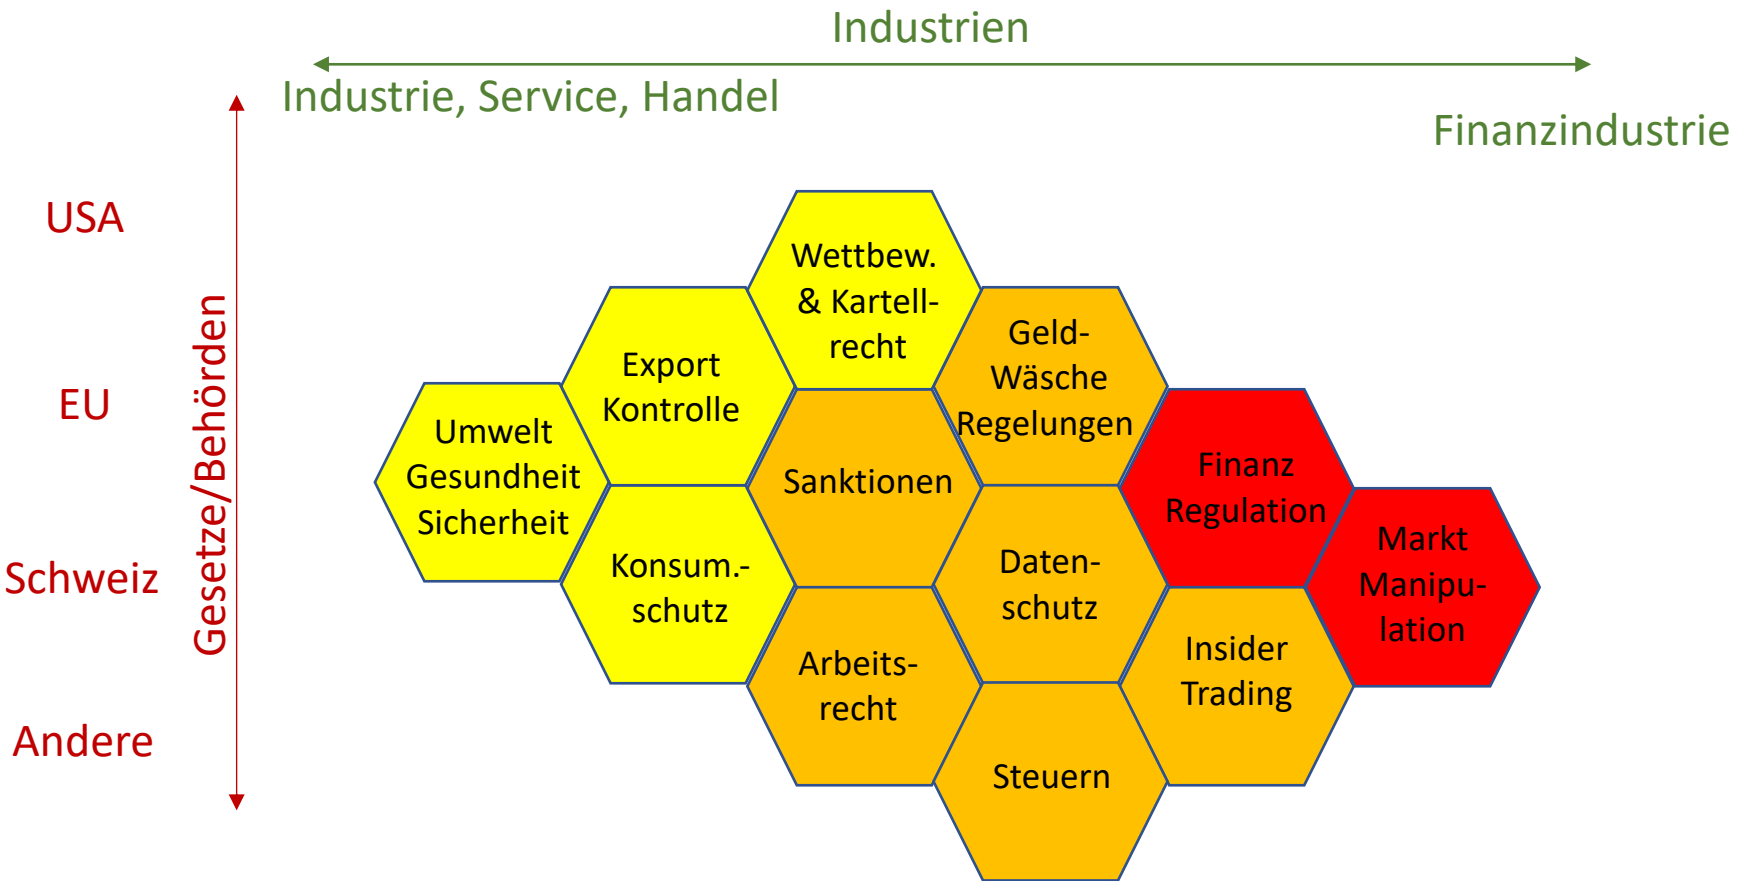 Industrien
Industrie, Service, Handel
Finanzindustrie
Gesetze/Behörden
USA
EU
Schweiz
Andere
Wettbew.
& Kartell-
recht
Geld-
Wäsche
Regelungen
Export
Kontrolle
Umwelt
Gesundheit
Sicherheit
Sanktionen
Finanz
Regulation
Markt
Manipu-
lation
Konsum.-
schutz
Daten-
schutz
Arbeits-
recht
Insider
Trading
Steuern